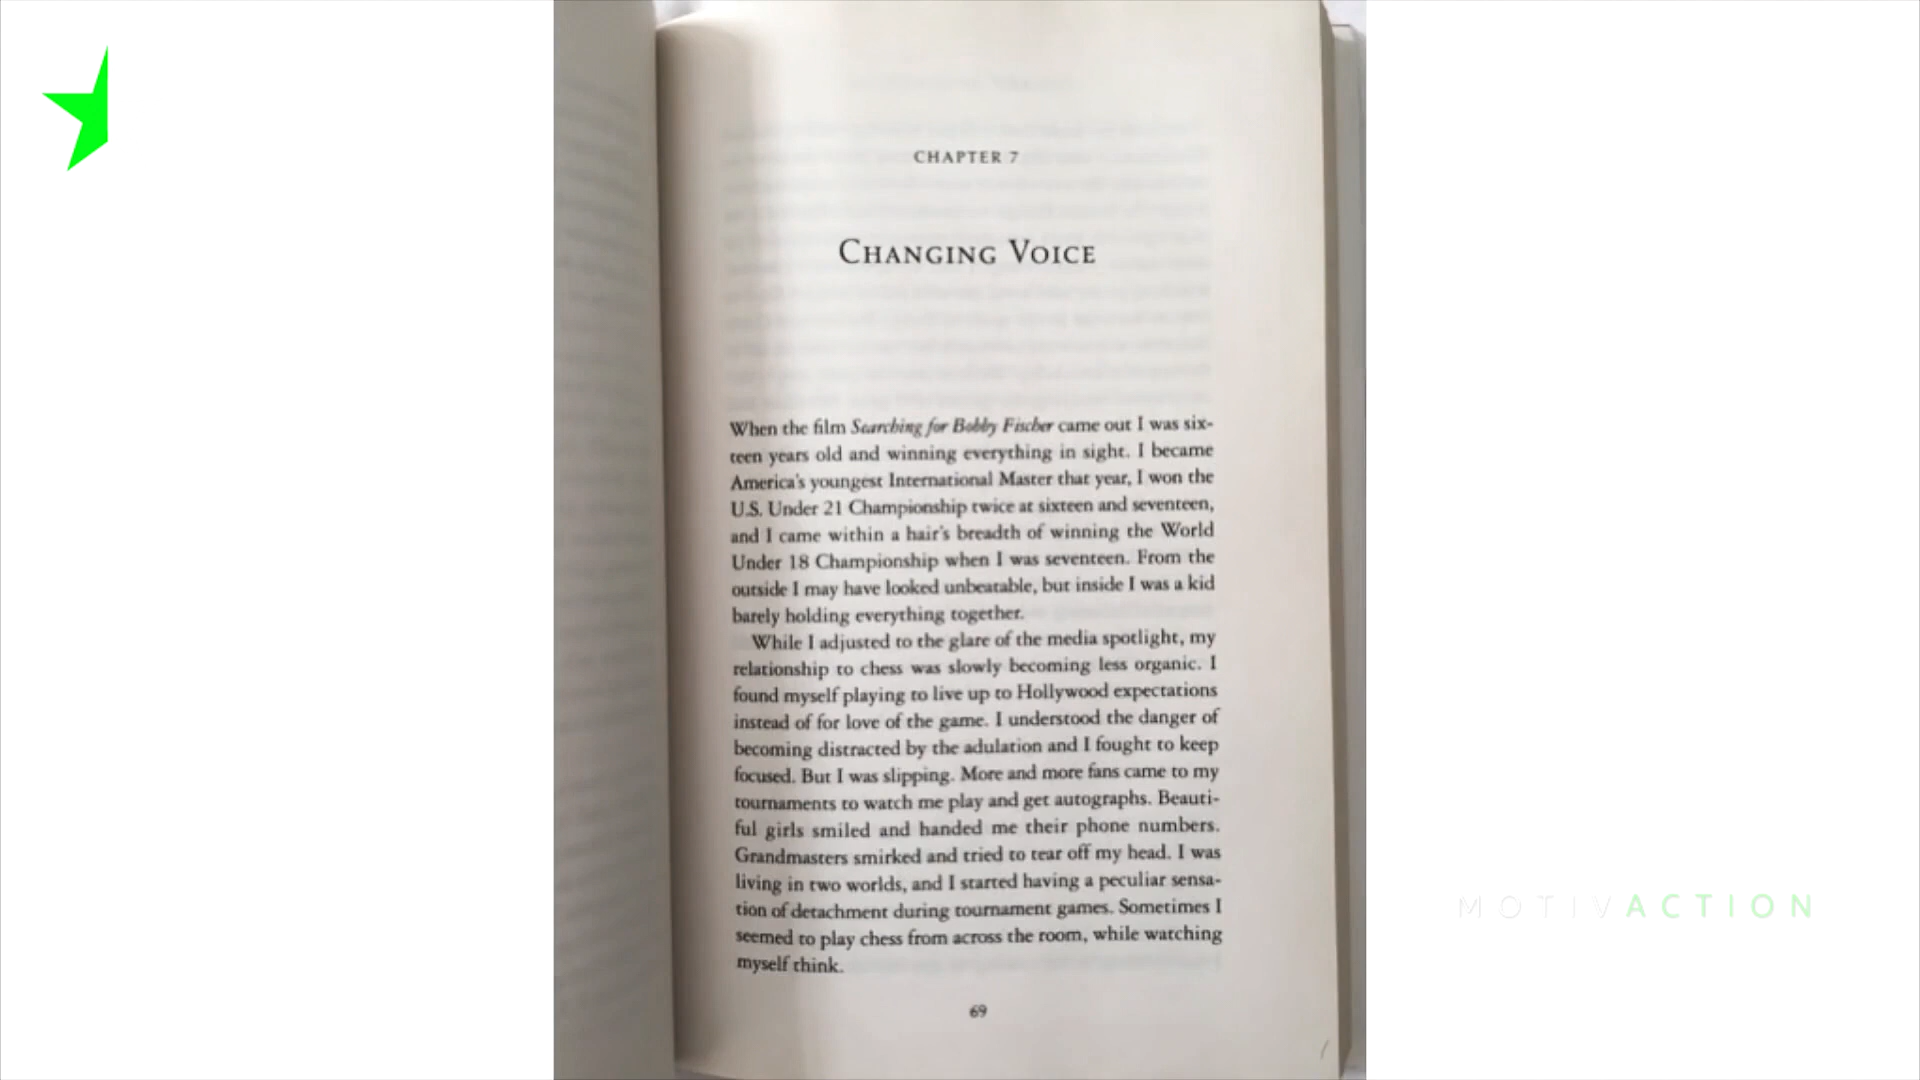 CHAPTER 7
CHANGING VOICE
When the film Searching for Bobby Fischer came out I was six-
teen years old and winning everything in sight. I became
America's youngest International Master that year, I won the
U.S. Under 21 Championship twice at sixteen and seventeen,
and I came within a hair's breadth of winning the World
Under 18 Championship when I was seventeen. From the
outside I may have looked unbeatable, but inside I was a kid
barely holding everything together.
While I adjusted to the glare of the media spotlight, my
relationship to chess was slowly becoming less organic. I
found myself playing to live up to Hollywood expectations
instead of for love of the game. I understood the danger of
becoming distracted by the adulation and I fought to keep
focused. But I was slipping. More and more fans came to my
tournaments to watch me play and get autographs. Beauti-
ful girls smiled and handed me their phone numbers.
Grandmasters smirked and tried to tear off my head. I was
living in two worlds, and I started having a peculiar sensa-
tion of detachment during tournament games. Sometimes I
seemed to play chess from across the room, while watching
myself think.
69
MOTIVACTION